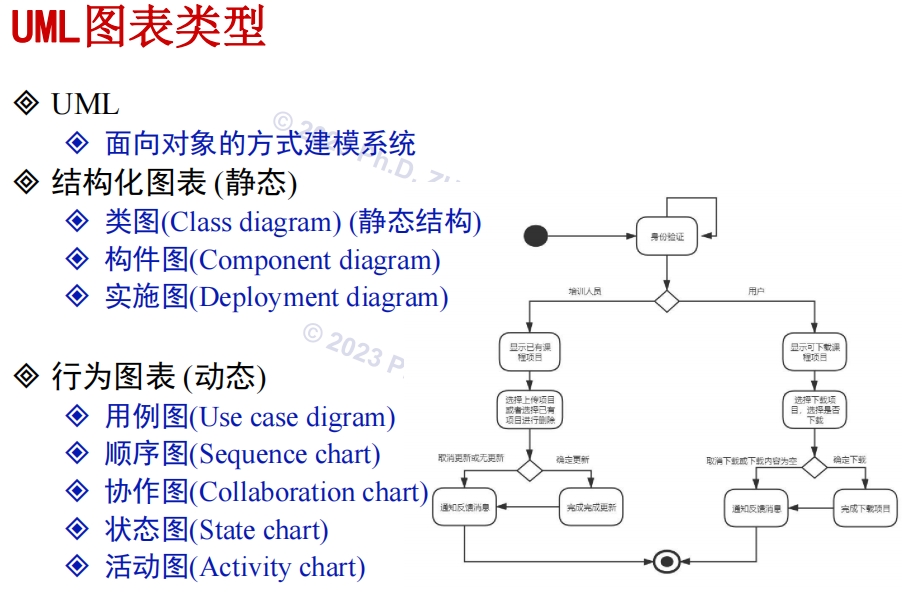 UML图表类型
UML
面向对象的方式建模系统
结构化图表 (静态)
类图(Class diagram) (静态结构)
构件图(Component diagram)
实施图(Deployment diagram)
行为图表 (动态)
用例图(Use case digram)
顺序图(Sequence chart)
协作图(Collaboration chart)
状态图(State chart)
活动图(Activity chart)
身份验证
培训人员
用户
显示已有课
程项目
显示可下载课
程项目
选择上传项目
或者选择已有
项目进行删除
选择下载项
目，选择是否
下载
取消更新或无更新
确定更新
取消下载或下载内容为空
确定下载
通知反馈消息
完成完成更新
通知反馈消息
完成下载项目
© 2023 P